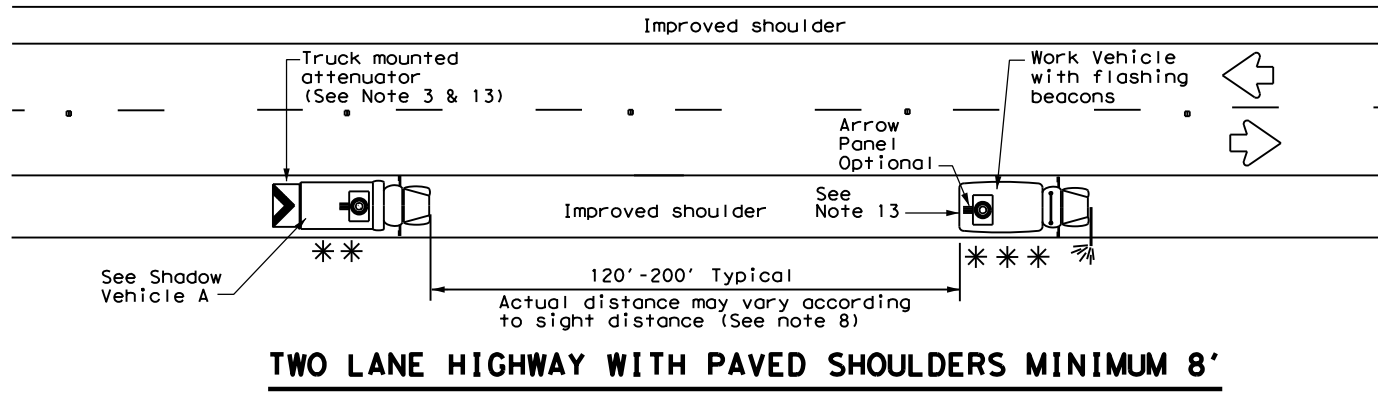 Improved shoulder
Truck mounted
attenuator
(See Note 3 & 13)
Work Vehicle
with flashing
beacons
Arrow
Panel
Optional
See
Note 13
Improved shoulder
See Shadow
Vehicle A
120'-200' Typical
Actual distance may vary according
to sight distance (See note 8)
TWO LANE HIGHWAY WITH PAVED SHOULDERS MINIMUM 8'